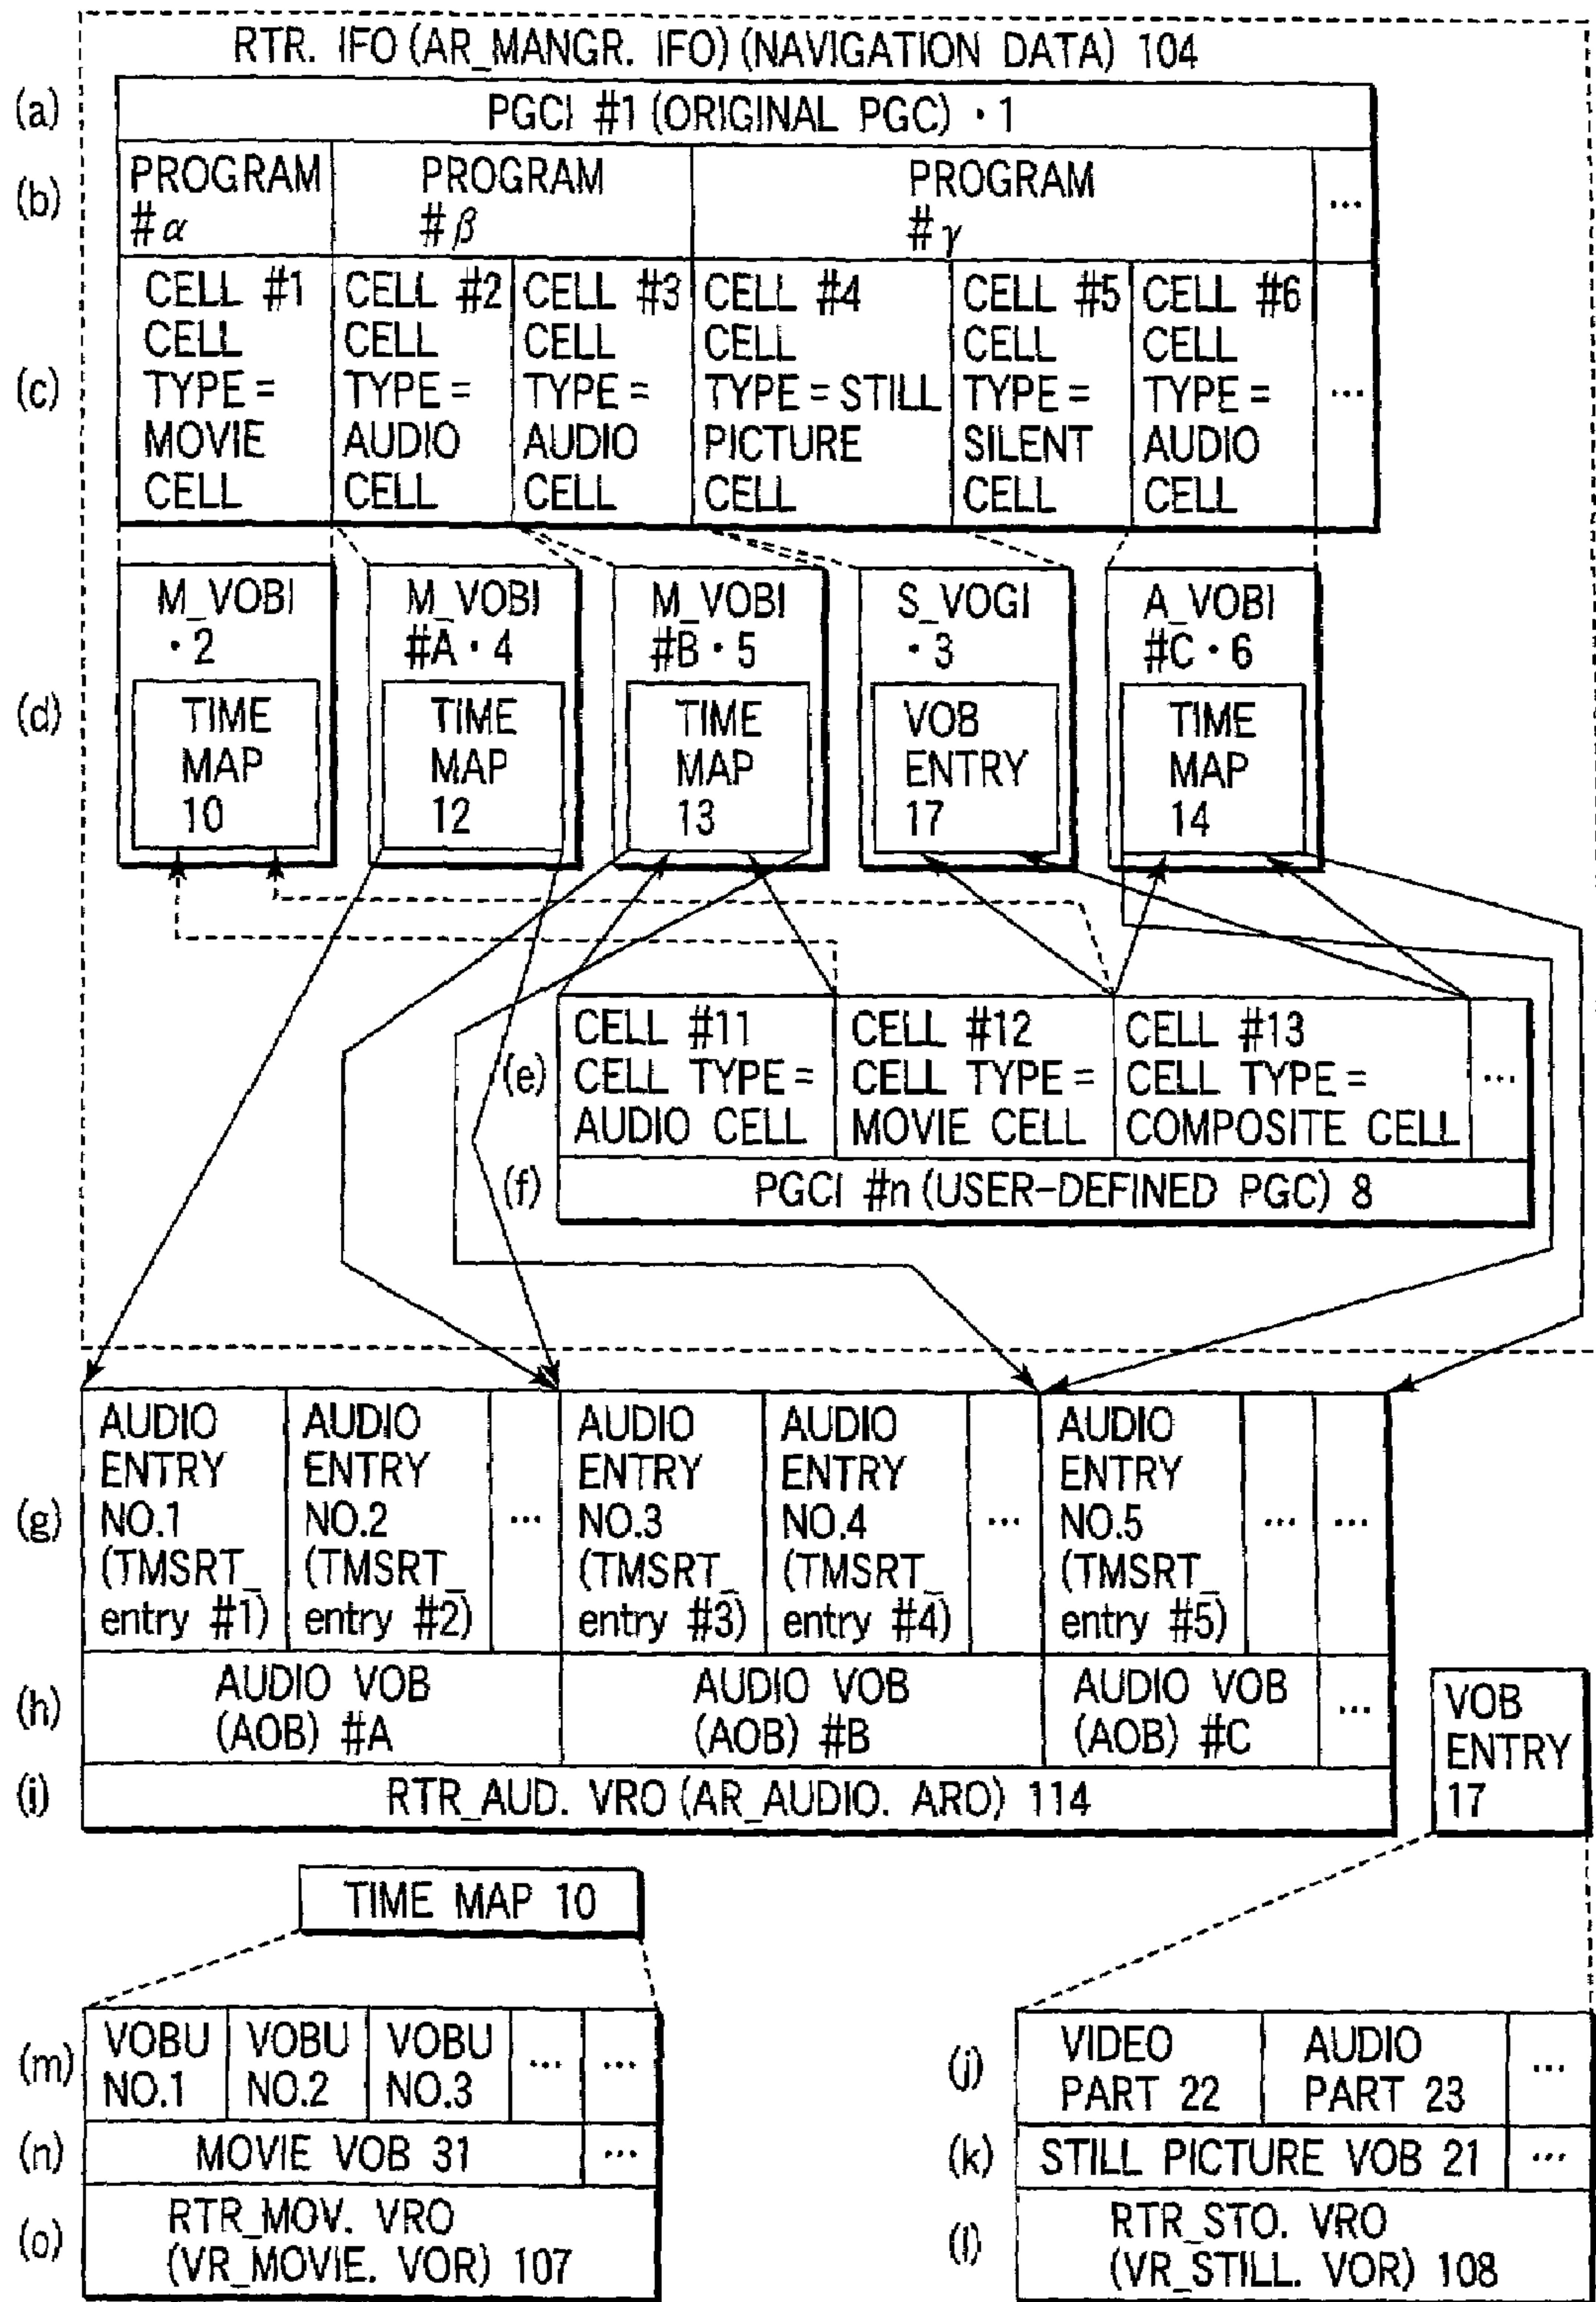 RTR. IFO (AR_MANGR. IFO) (NAVIGATION DATA) 104
(a)
PGCI #1 (ORIGINAL PGC) · 1
(b)
PROGRAM
#α
PROGRAM
#β
PROGRAM
#γ
...
(c)
CELL #1
CELL
TYPE =
MOVIE
CELL
CELL #2
CELL
TYPE =
AUDIO
CELL
CELL #3
CELL
TYPE =
AUDIO
CELL
CELL #4
CELL
TYPE = STILL
PICTURE
CELL
CELL #5
CELL
TYPE =
SILENT
CELL
CELL #6
CELL
TYPE =
AUDIO
CELL
...
(d)
M_VOBI
· 2
TIME
MAP
10
M_VOBI
#A · 4
TIME
MAP
12
M_VOBI
#B · 5
TIME
MAP
13
S_VOGI
· 3
VOB
ENTRY
17
A_VOBI
#C · 6
TIME
MAP
14
(e)
CELL #11
CELL TYPE =
AUDIO CELL
CELL #12
CELL TYPE =
MOVIE CELL
CELL #13
CELL TYPE =
COMPOSITE CELL
...
(f)
PGCI #n (USER-DEFINED PGC) 8
(g)
AUDIO
ENTRY
NO.1
(TMSRT_
entry #1)
AUDIO
ENTRY
NO.2
(TMSRT_
entry #2)
...
AUDIO
ENTRY
NO.3
(TMSRT_
entry #3)
AUDIO
ENTRY
NO.4
(TMSRT_
entry #4)
...
AUDIO
ENTRY
NO.5
(TMSRT_
entry #5)
...
...
(h)
AUDIO VOB
(AOB) #A
AUDIO VOB
(AOB) #B
AUDIO VOB
(AOB) #C
...
(i)
RTR_AUD. VRO (AR_AUDIO. ARO) 114
VOB
ENTRY
17
TIME MAP 10
(m)
VOBU
NO.1
VOBU
NO.2
VOBU
NO.3
...
...
(n)
MOVIE VOB 31
...
(o)
RTR_MOV. VRO
(VR_MOVIE. VOR) 107
(j)
VIDEO
PART 22
AUDIO
PART 23
...
(k)
STILL PICTURE VOB 21
...
(l)
RTR_STO. VRO
(VR_STILL. VOR) 108